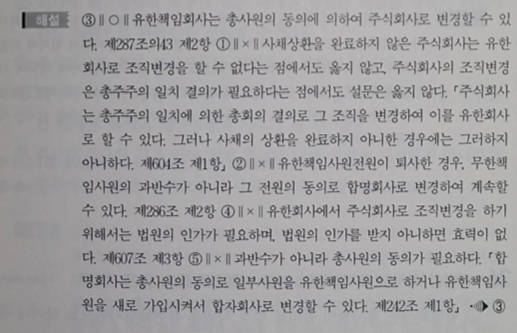 해설 ③∥○∥유한책임회사는 총사원의 동의에 의하여 주식회사로 변경할 수 있
다. 제287조의43 제2항 ①∥×∥사채상환을 완료하지 않은 주식회사는 유한
회사로 조직변경을 할 수 없다는 점에서도 옳지 않고, 주식회사의 조직변경
은 총주주의 일치 결의가 필요하다는 점에서도 설문은 옳지 않다. 「주식회사
는 총주주의 일치에 의한 총회의 결의로 그 조직을 변경하여 이를 유한회사
로 할 수 있다. 그러나 사채의 상환을 완료하지 아니한 경우에는 그러하지
아니하다. 제604조 제1항」 ②∥×∥유한책임사원전원이 퇴사한 경우, 무한책
임사원의 과반수가 아니라 그 전원의 동의로 합명회사로 변경하여 계속할
수 있다. 제286조 제2항 ④∥×∥유한회사에서 주식회사로 조직변경을 하기
위해서는 법원의 인가가 필요하며, 법원의 인가를 받지 아니하면 효력이 없
다. 제607조 제3항 ⑤∥×∥과반수가 아니라 총사원의 동의가 필요하다. 「합
명회사는 총사원의 동의로 일부사원을 유한책임사원으로 하거나 유한책임사
원을 새로 가입시켜서 합자회사로 변경할 수 있다. 제242조 제1항」 ③